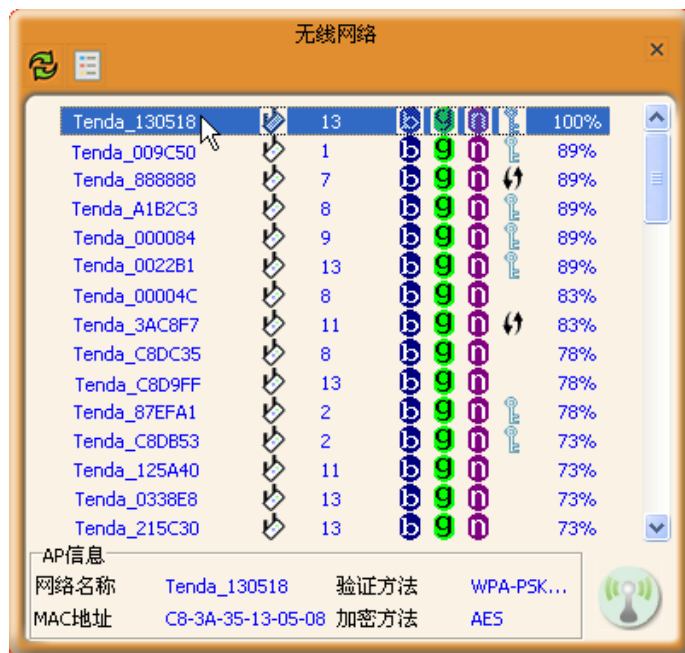 无线网络
Tenda_130518 13 b g n 100%
Tenda_009C50 1 b g n 89%
Tenda_888888 7 b g n 89%
Tenda_A1B2C3 8 b g n 89%
Tenda_000084 9 b g n 89%
Tenda_0022B1 13 b g n 89%
Tenda_00004C 8 b g n 83%
Tenda_3AC8F7 11 b g n 83%
Tenda_C8DC35 8 b g n 78%
Tenda_C8D9FF 13 b g n 78%
Tenda_87EFA1 2 b g n 78%
Tenda_C8DB53 2 b g n 73%
Tenda_125A40 11 b g n 73%
Tenda_0338E8 13 b g n 73%
Tenda_215C30 13 b g n 73%
AP信息
网络名称 Tenda_130518 验证方法 WPA-PSK...
MAC地址 C8-3A-35-13-05-08 加密方法 AES